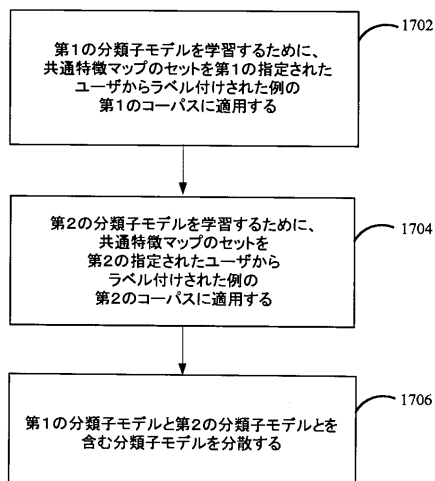 第1の分類子モデルを学習するために、
共通特徴マップのセットを第1の指定された
ユーザからラベル付けされた例の
第1のコーパスに適用する
1702
第2の分類子モデルを学習するために、
共通特徴マップのセットを
第2の指定されたユーザから
ラベル付けされた例の
第2のコーパスに適用する
1704
第1の分類子モデルと第2の分類子モデルとを
含む分類子モデルを分散する
1706